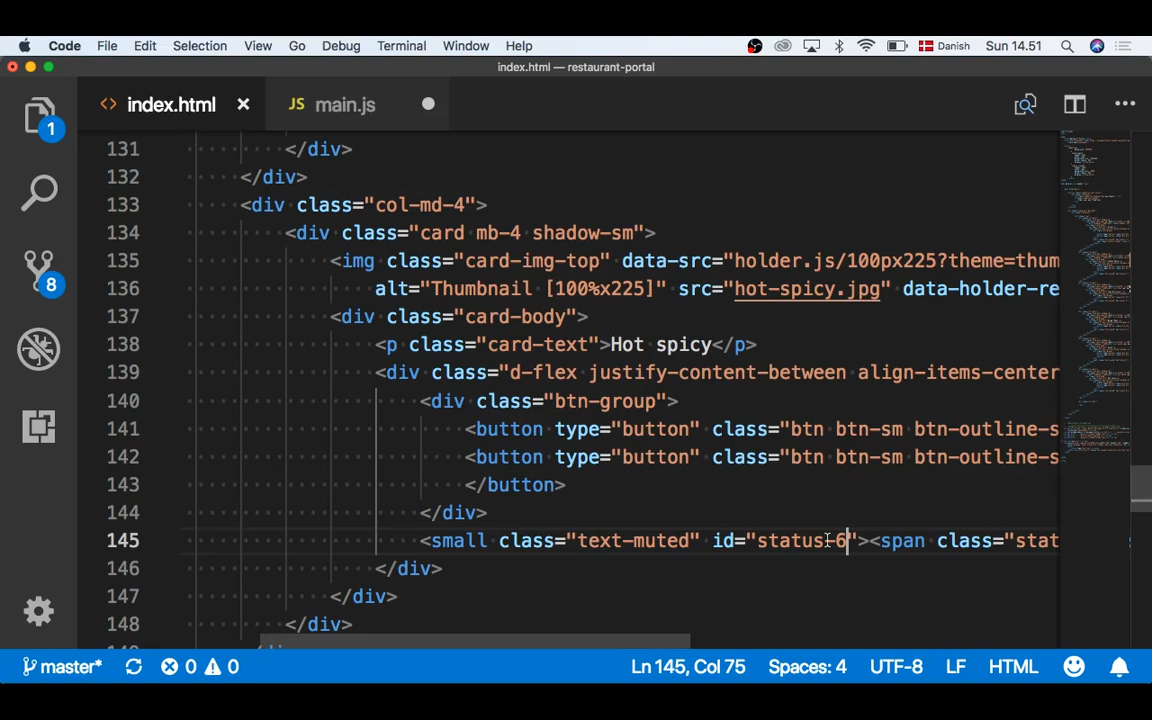 Code File Edit Selection View Go Debug Terminal Window Help Danish Sun 14.51
index.html — restaurant-portal
<> index.html × JS main.js
1
8
131 </div>
132 </div>
133 <div class="col-md-4">
134 <div class="card mb-4 shadow-sm">
135 <img class="card-img-top" data-src="holder.js/100px225?theme=thum
136 alt="Thumbnail [100%x225]" src="hot-spicy.jpg" data-holder-re
137 <div class="card-body">
138 <p class="card-text">Hot spicy</p>
139 <div class="d-flex justify-content-between align-items-center
140 <div class="btn-group">
141 <button type="button" class="btn btn-sm btn-outline-s
142 <button type="button" class="btn btn-sm btn-outline-s
143 </button>
144 </div>
145 <small class="text-muted" id="status-6"><span class="stat
146 </div>
147 </div>
148 </div>
master* 0 0 Ln 145, Col 75 Spaces: 4 UTF-8 LF HTML